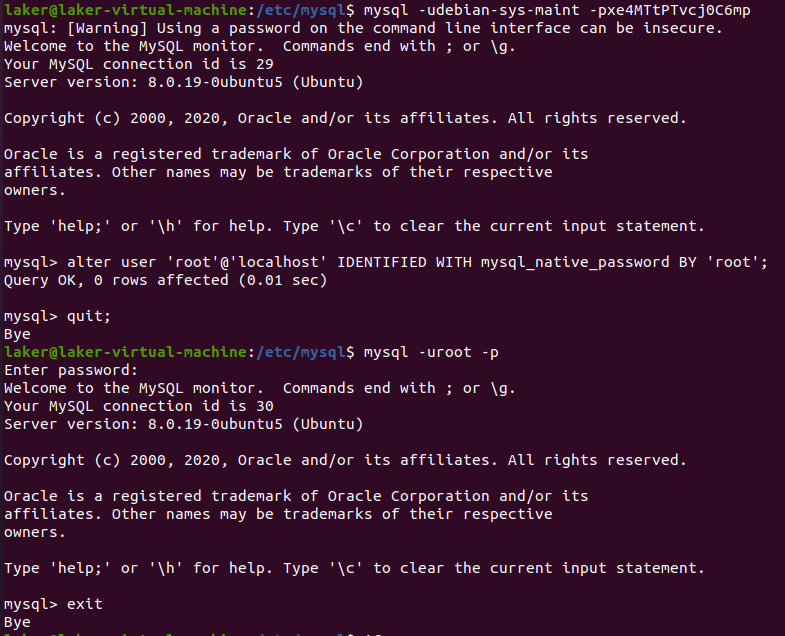 laker@laker-virtual-machine:/etc/mysql$ mysql -udebian-sys-maint -pxe4MTtPTvcj0C6mp
mysql: [Warning] Using a password on the command line interface can be insecure.
Welcome to the MySQL monitor.  Commands end with ; or \g.
Your MySQL connection id is 29
Server version: 8.0.19-0ubuntu5 (Ubuntu)
Copyright (c) 2000, 2020, Oracle and/or its affiliates. All rights reserved.
Oracle is a registered trademark of Oracle Corporation and/or its
affiliates. Other names may be trademarks of their respective
owners.
Type 'help;' or '\h' for help. Type '\c' to clear the current input statement.
mysql> alter user 'root'@'localhost' IDENTIFIED WITH mysql_native_password BY 'root';
Query OK, 0 rows affected (0.01 sec)
mysql> quit;
Bye
laker@laker-virtual-machine:/etc/mysql$ mysql -uroot -p
Enter password:
Welcome to the MySQL monitor.  Commands end with ; or \g.
Your MySQL connection id is 30
Server version: 8.0.19-0ubuntu5 (Ubuntu)
Copyright (c) 2000, 2020, Oracle and/or its affiliates. All rights reserved.
Oracle is a registered trademark of Oracle Corporation and/or its
affiliates. Other names may be trademarks of their respective
owners.
Type 'help;' or '\h' for help. Type '\c' to clear the current input statement.
mysql> exit
Bye